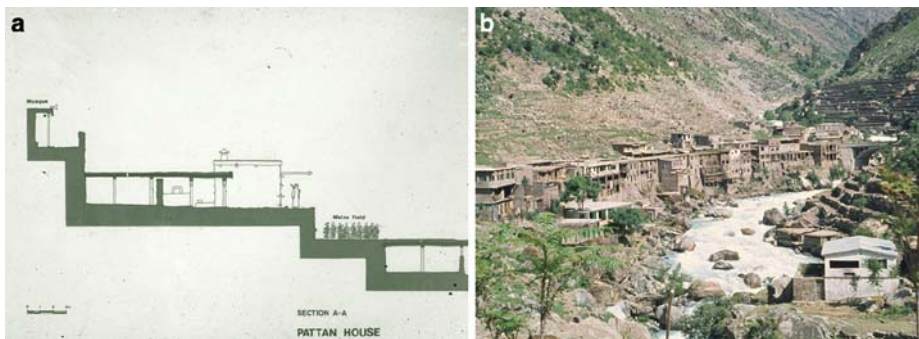 a
Mosque
Maize field
SECTION A-A
PATTAN HOUSE
b